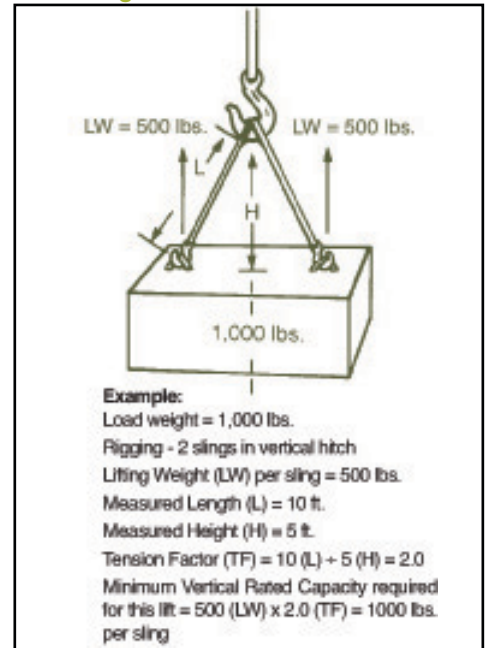 LW = 500 lbs. LW = 500 lbs.
L
H
1,000 lbs.
Example:
Load weight = 1,000 lbs.
Rigging - 2 slings in vertical hitch
Lifting Weight (LW) per sling = 500 lbs.
Measured Length (L) = 10 ft.
Measured Height (H) = 5 ft.
Tension Factor (TF) = 10 (L) ÷ 5 (H) = 2.0
Minimum Vertical Rated Capacity required
for this lift = 500 (LW) x 2.0 (TF) = 1000 lbs.
per sling